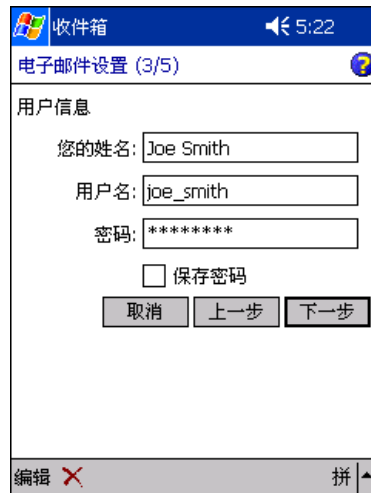 收件箱 5:22
电子邮件设置 (3/5)
用户信息
您的姓名: Joe Smith
用户名: joe_smith
密码: ********
保存密码
取消 上一步 下一步
编辑 拼